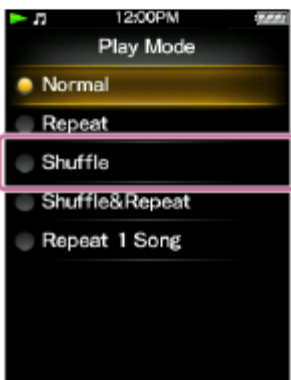 12:00PM
Play Mode
Normal
Repeat
Shuffle
Shuffle&Repeat
Repeat 1 Song